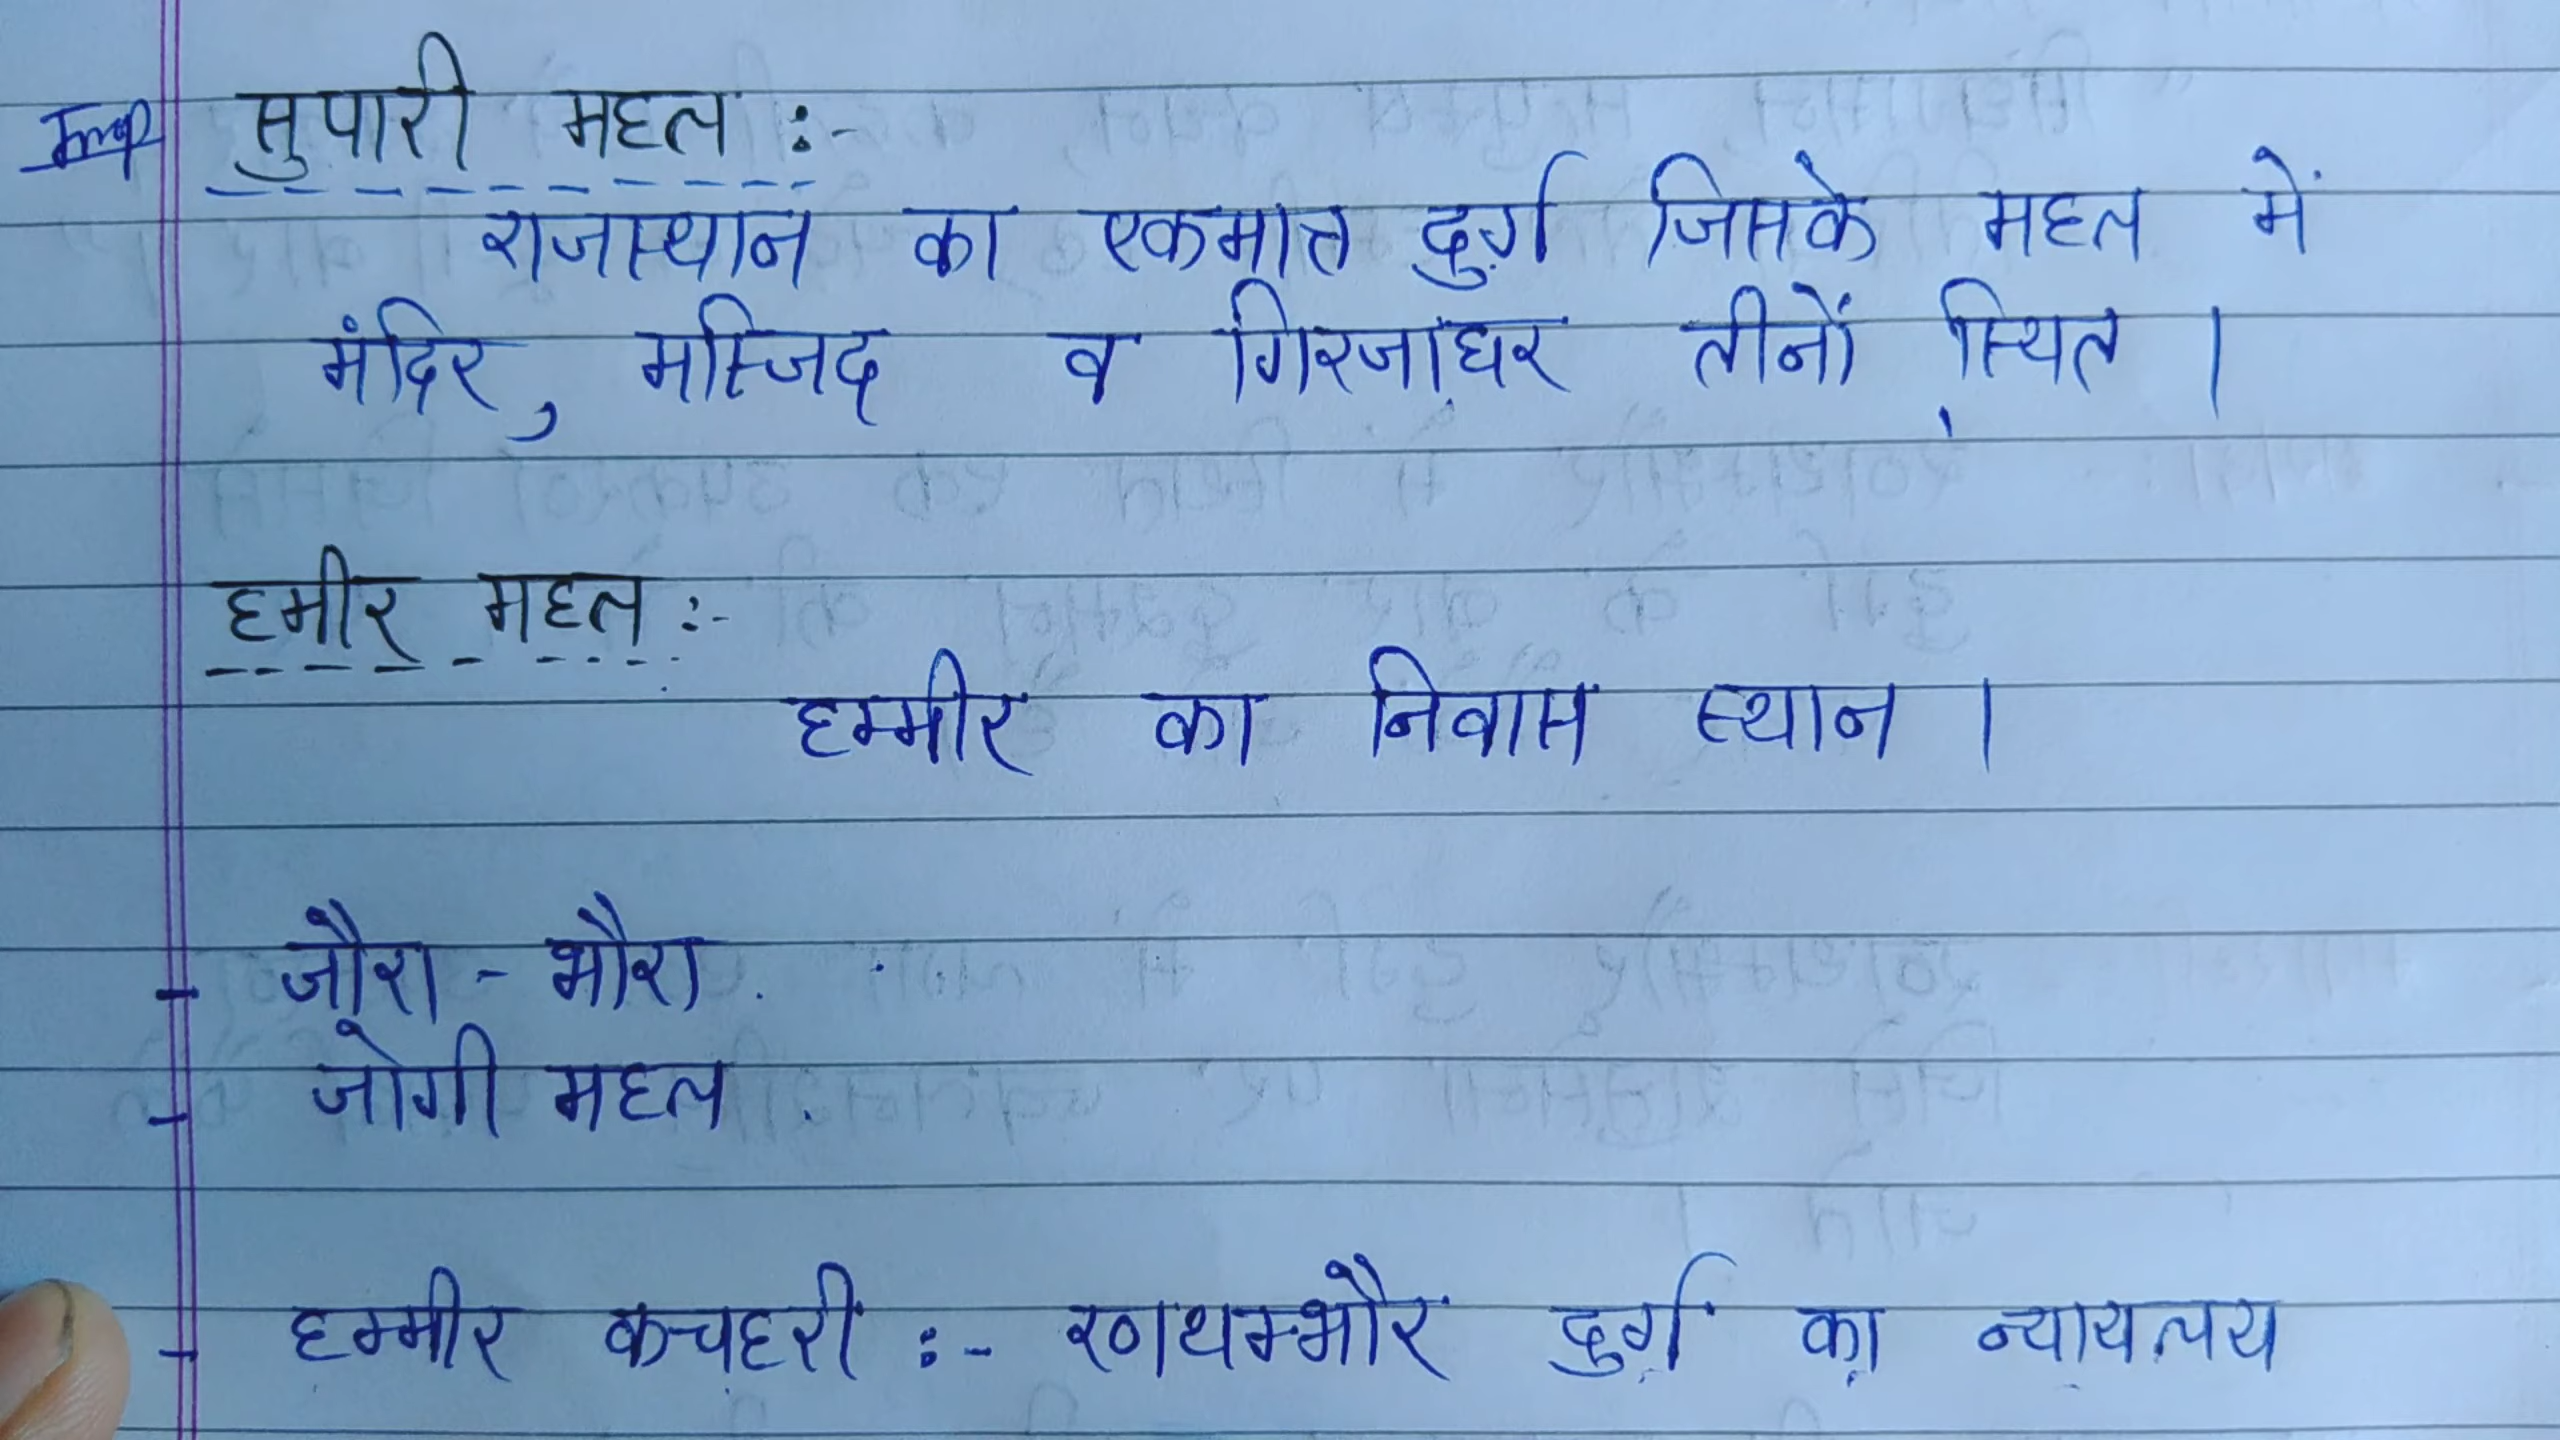 Imp सुपारी महल :-
राजस्थान का एकमात्त दुर्ग जिसके महल में
मंदिर, मस्जिद व गिरजाघर तीनों स्थित ।
हमीर महल :-
हम्मीर का निवास स्थान ।
- जौरा - भौरा .
- जोगी महल .
- हम्मीर कचहरी :- रणथम्भौर दुर्ग का न्यायलय